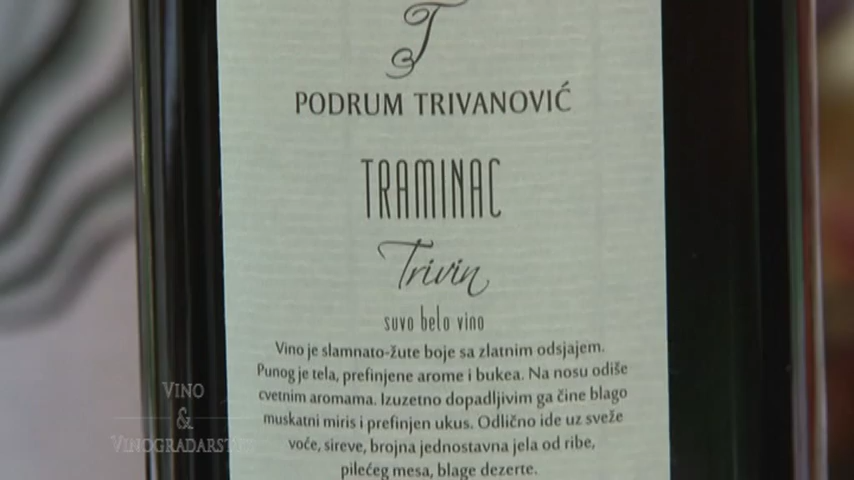 T
PODRUM TRIVANOVIĆ
TRAMINAC
Trivin
suvo belo vino
Vino je slamnato-žute boje sa zlatnim odsjajem.
Punog je tela, prefinjene arome i bukea. Na nosu odiše
cvetnim aromama. Izuzetno dopadljivim ga čine blago
muskatni miris i prefinjen ukus. Odlično ide uz sveže
voće, sireve, brojna jednostavna jela od ribe,
pilećeg mesa, blage dezerte.
VINO
&